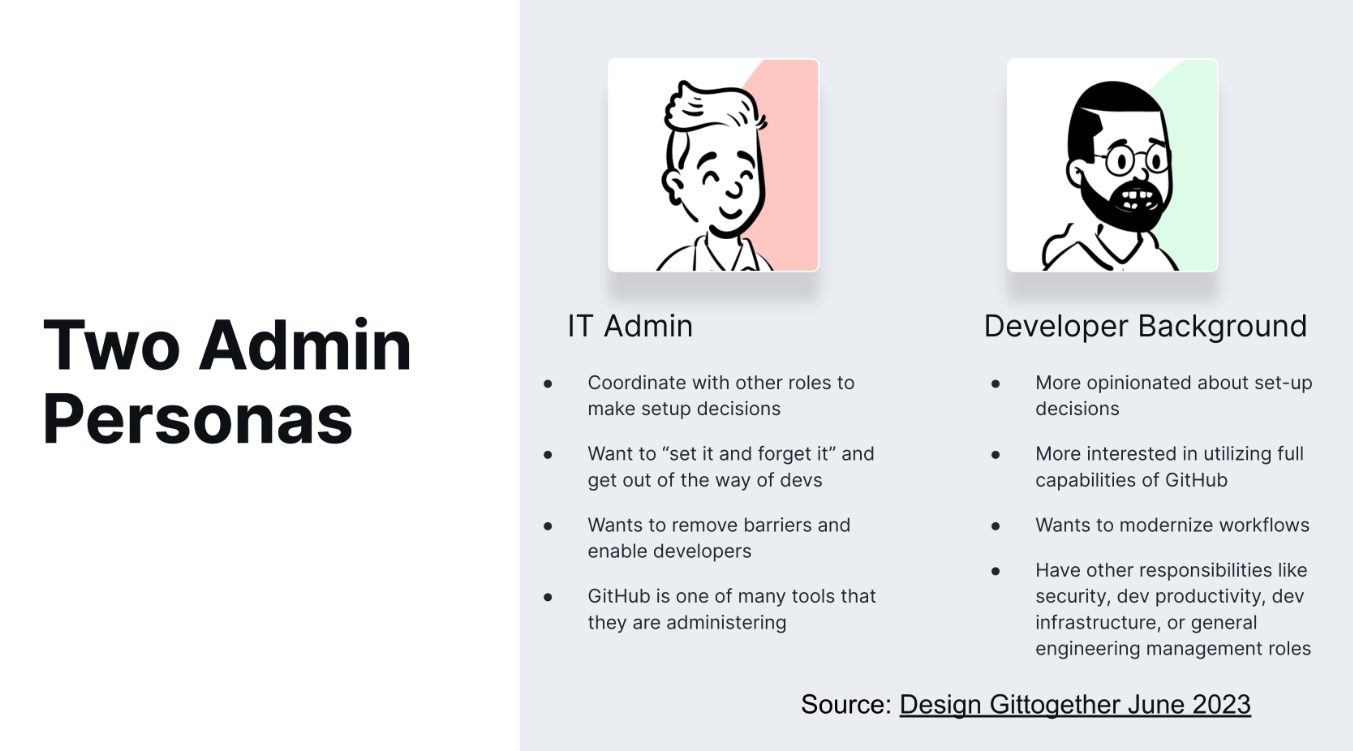 Two Admin
Personas
IT Admin
● Coordinate with other roles to
make setup decisions
● Want to “set it and forget it” and
get out of the way of devs
● Wants to remove barriers and
enable developers
● GitHub is one of many tools that
they are administering
Developer Background
● More opinionated about set-up
decisions
● More interested in utilizing full
capabilities of GitHub
● Wants to modernize workflows
● Have other responsibilities like
security, dev productivity, dev
infrastructure, or general
engineering management roles
Source: Design Gittogether June 2023